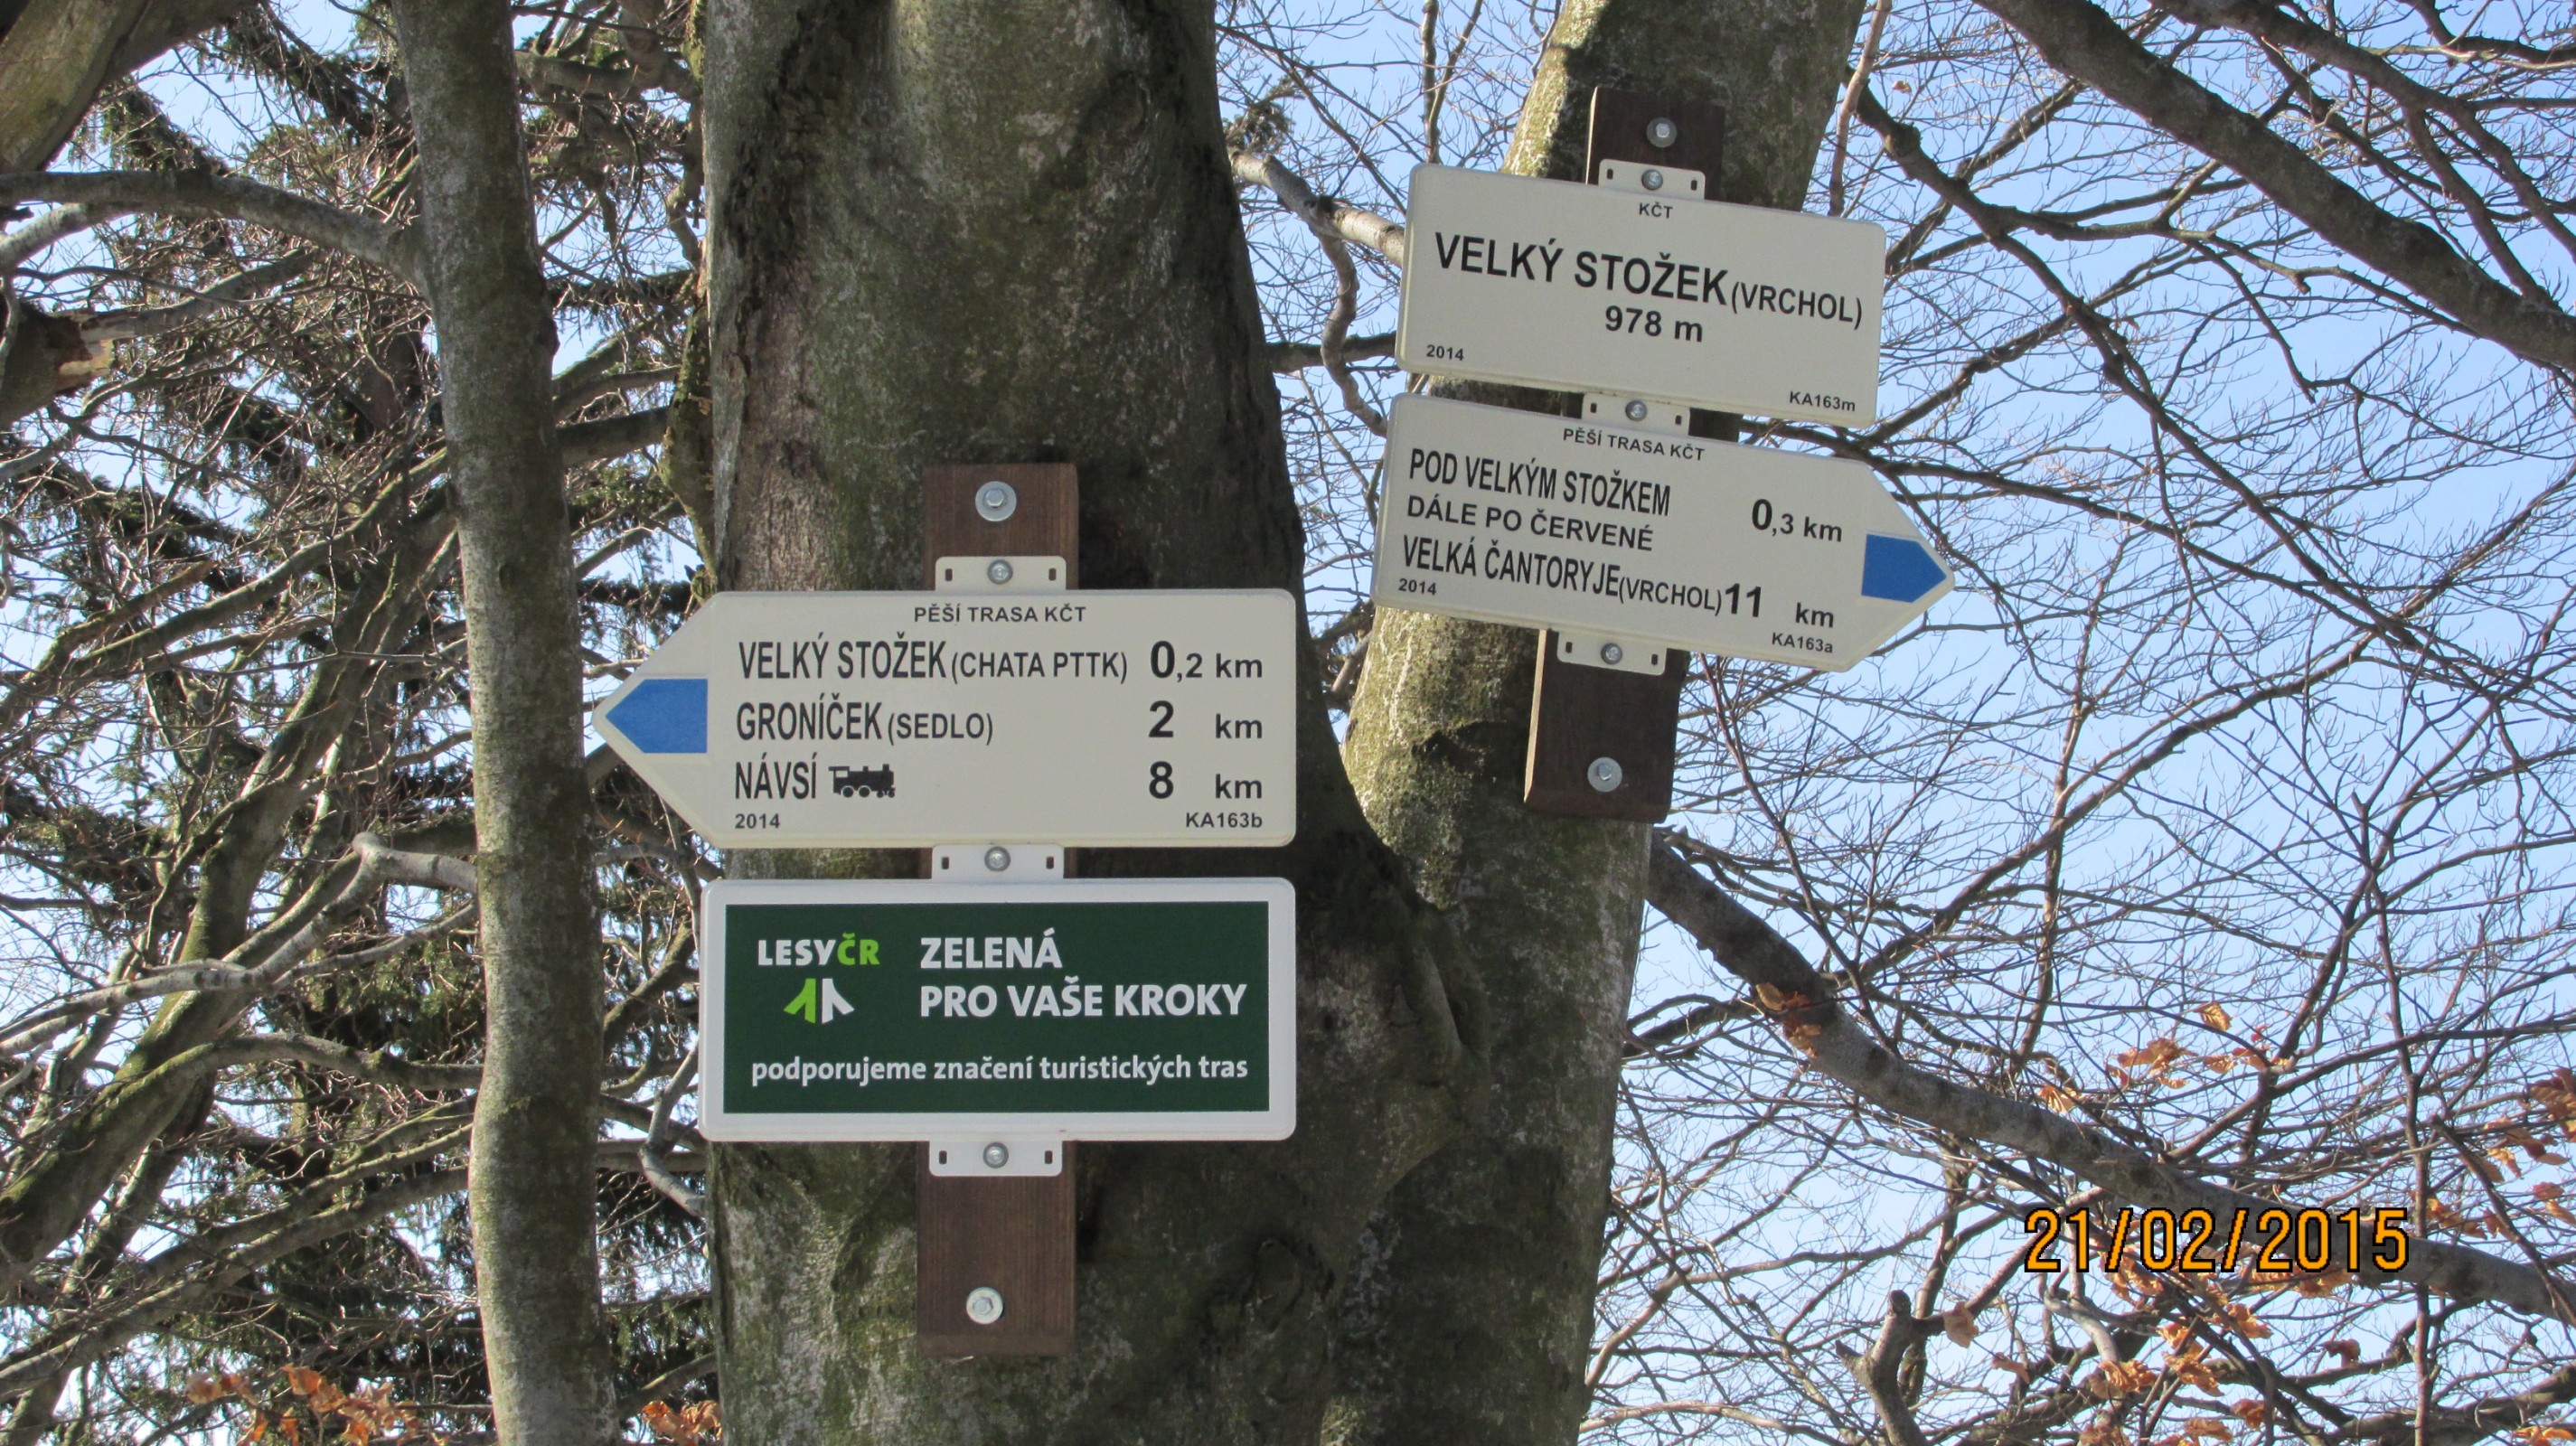 KČT
VELKÝ STOŽEK (VRCHOL)
978 m
2014
KA163m
PĚŠÍ TRASA KČT
POD VELKÝM STOŽKEM 0,3 km
DÁLE PO ČERVENÉ
VELKÁ ČANTORYJE (VRCHOL) 11 km
2014
KA163a
PĚŠÍ TRASA KČT
VELKÝ STOŽEK (CHATA PTTK) 0,2 km
GRONÍČEK (SEDLO) 2 km
NÁVSÍ 8 km
2014 KA163b
LESYČR
ZELENÁ
PRO VAŠE KROKY
podporujeme značení turistických tras
21/02/2015